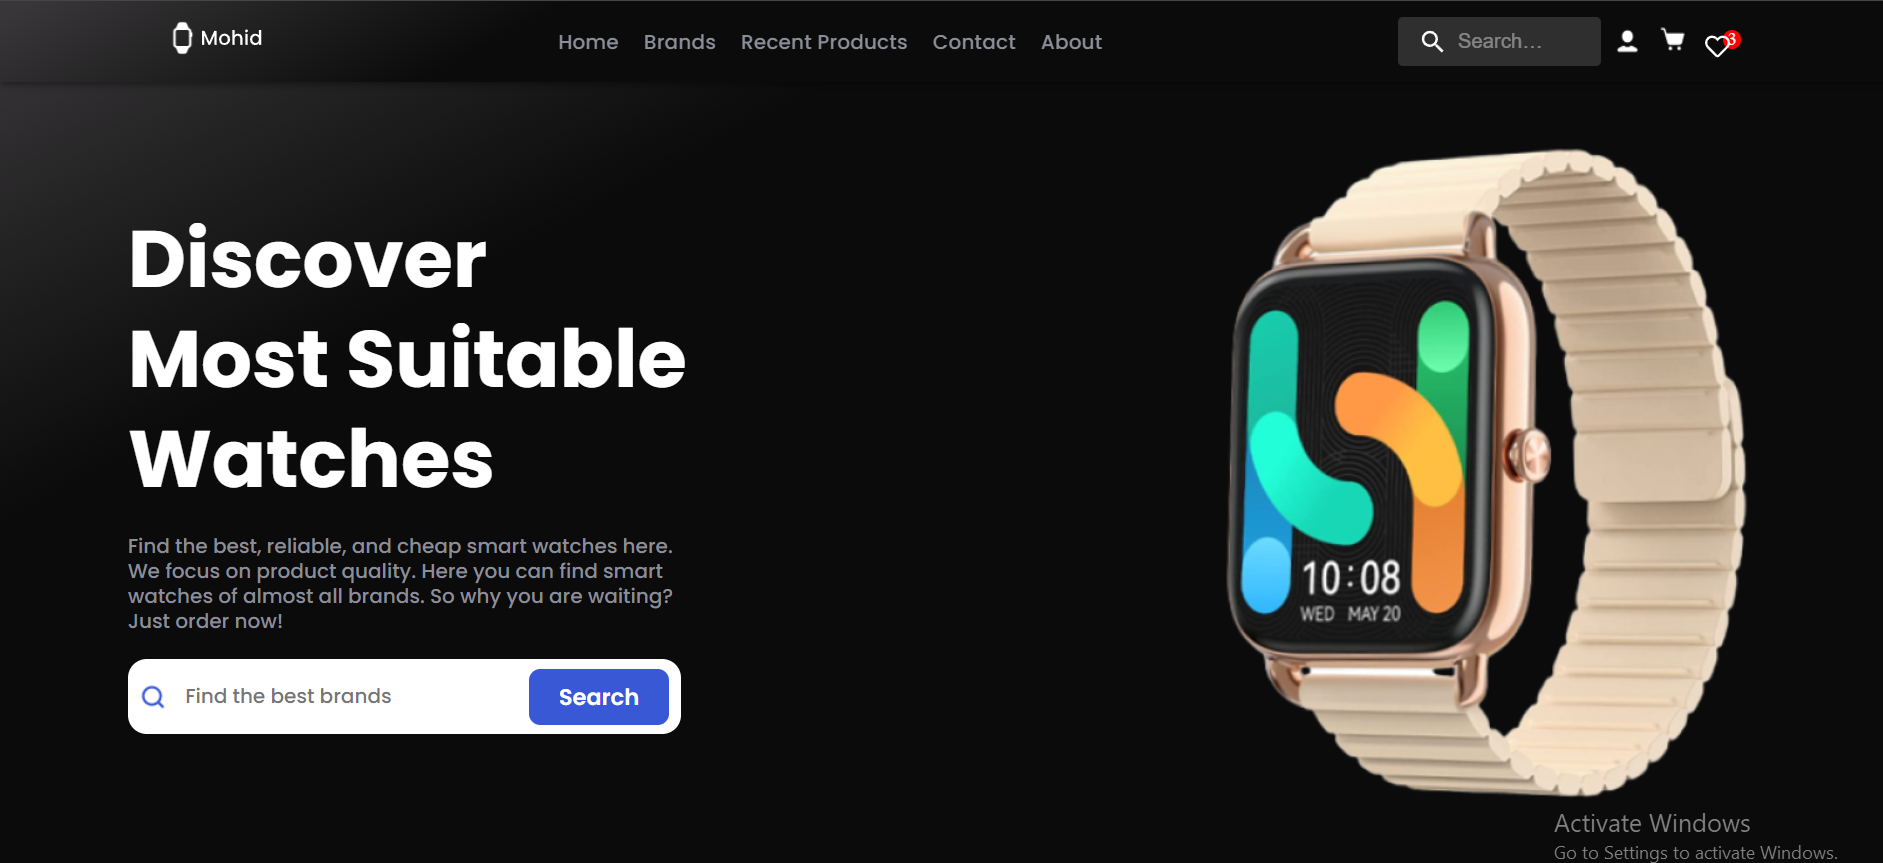 Mohid
Home Brands Recent Products Contact About
Search...
3
Discover
Most Suitable
Watches
Find the best, reliable, and cheap smart watches here.
We focus on product quality. Here you can find smart
watches of almost all brands. So why you are waiting?
Just order now!
Find the best brands
Search
10:08
WED MAY 20
Activate Windows
Go to Settings to activate Windows.